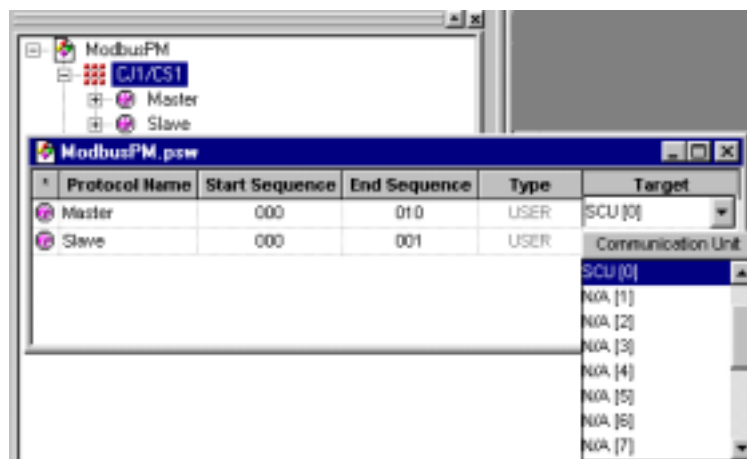 ModbusPM
CJ1/CS1
Master
Slave
ModbusPM.psw
* Protocol Name Start Sequence End Sequence Type Target
Master 000 010 USER SCU [0]
Slave 000 001 USER
Communication Unit
SCU [0]
N/A [1]
N/A [2]
N/A [3]
N/A [4]
N/A [5]
N/A [6]
N/A [7]